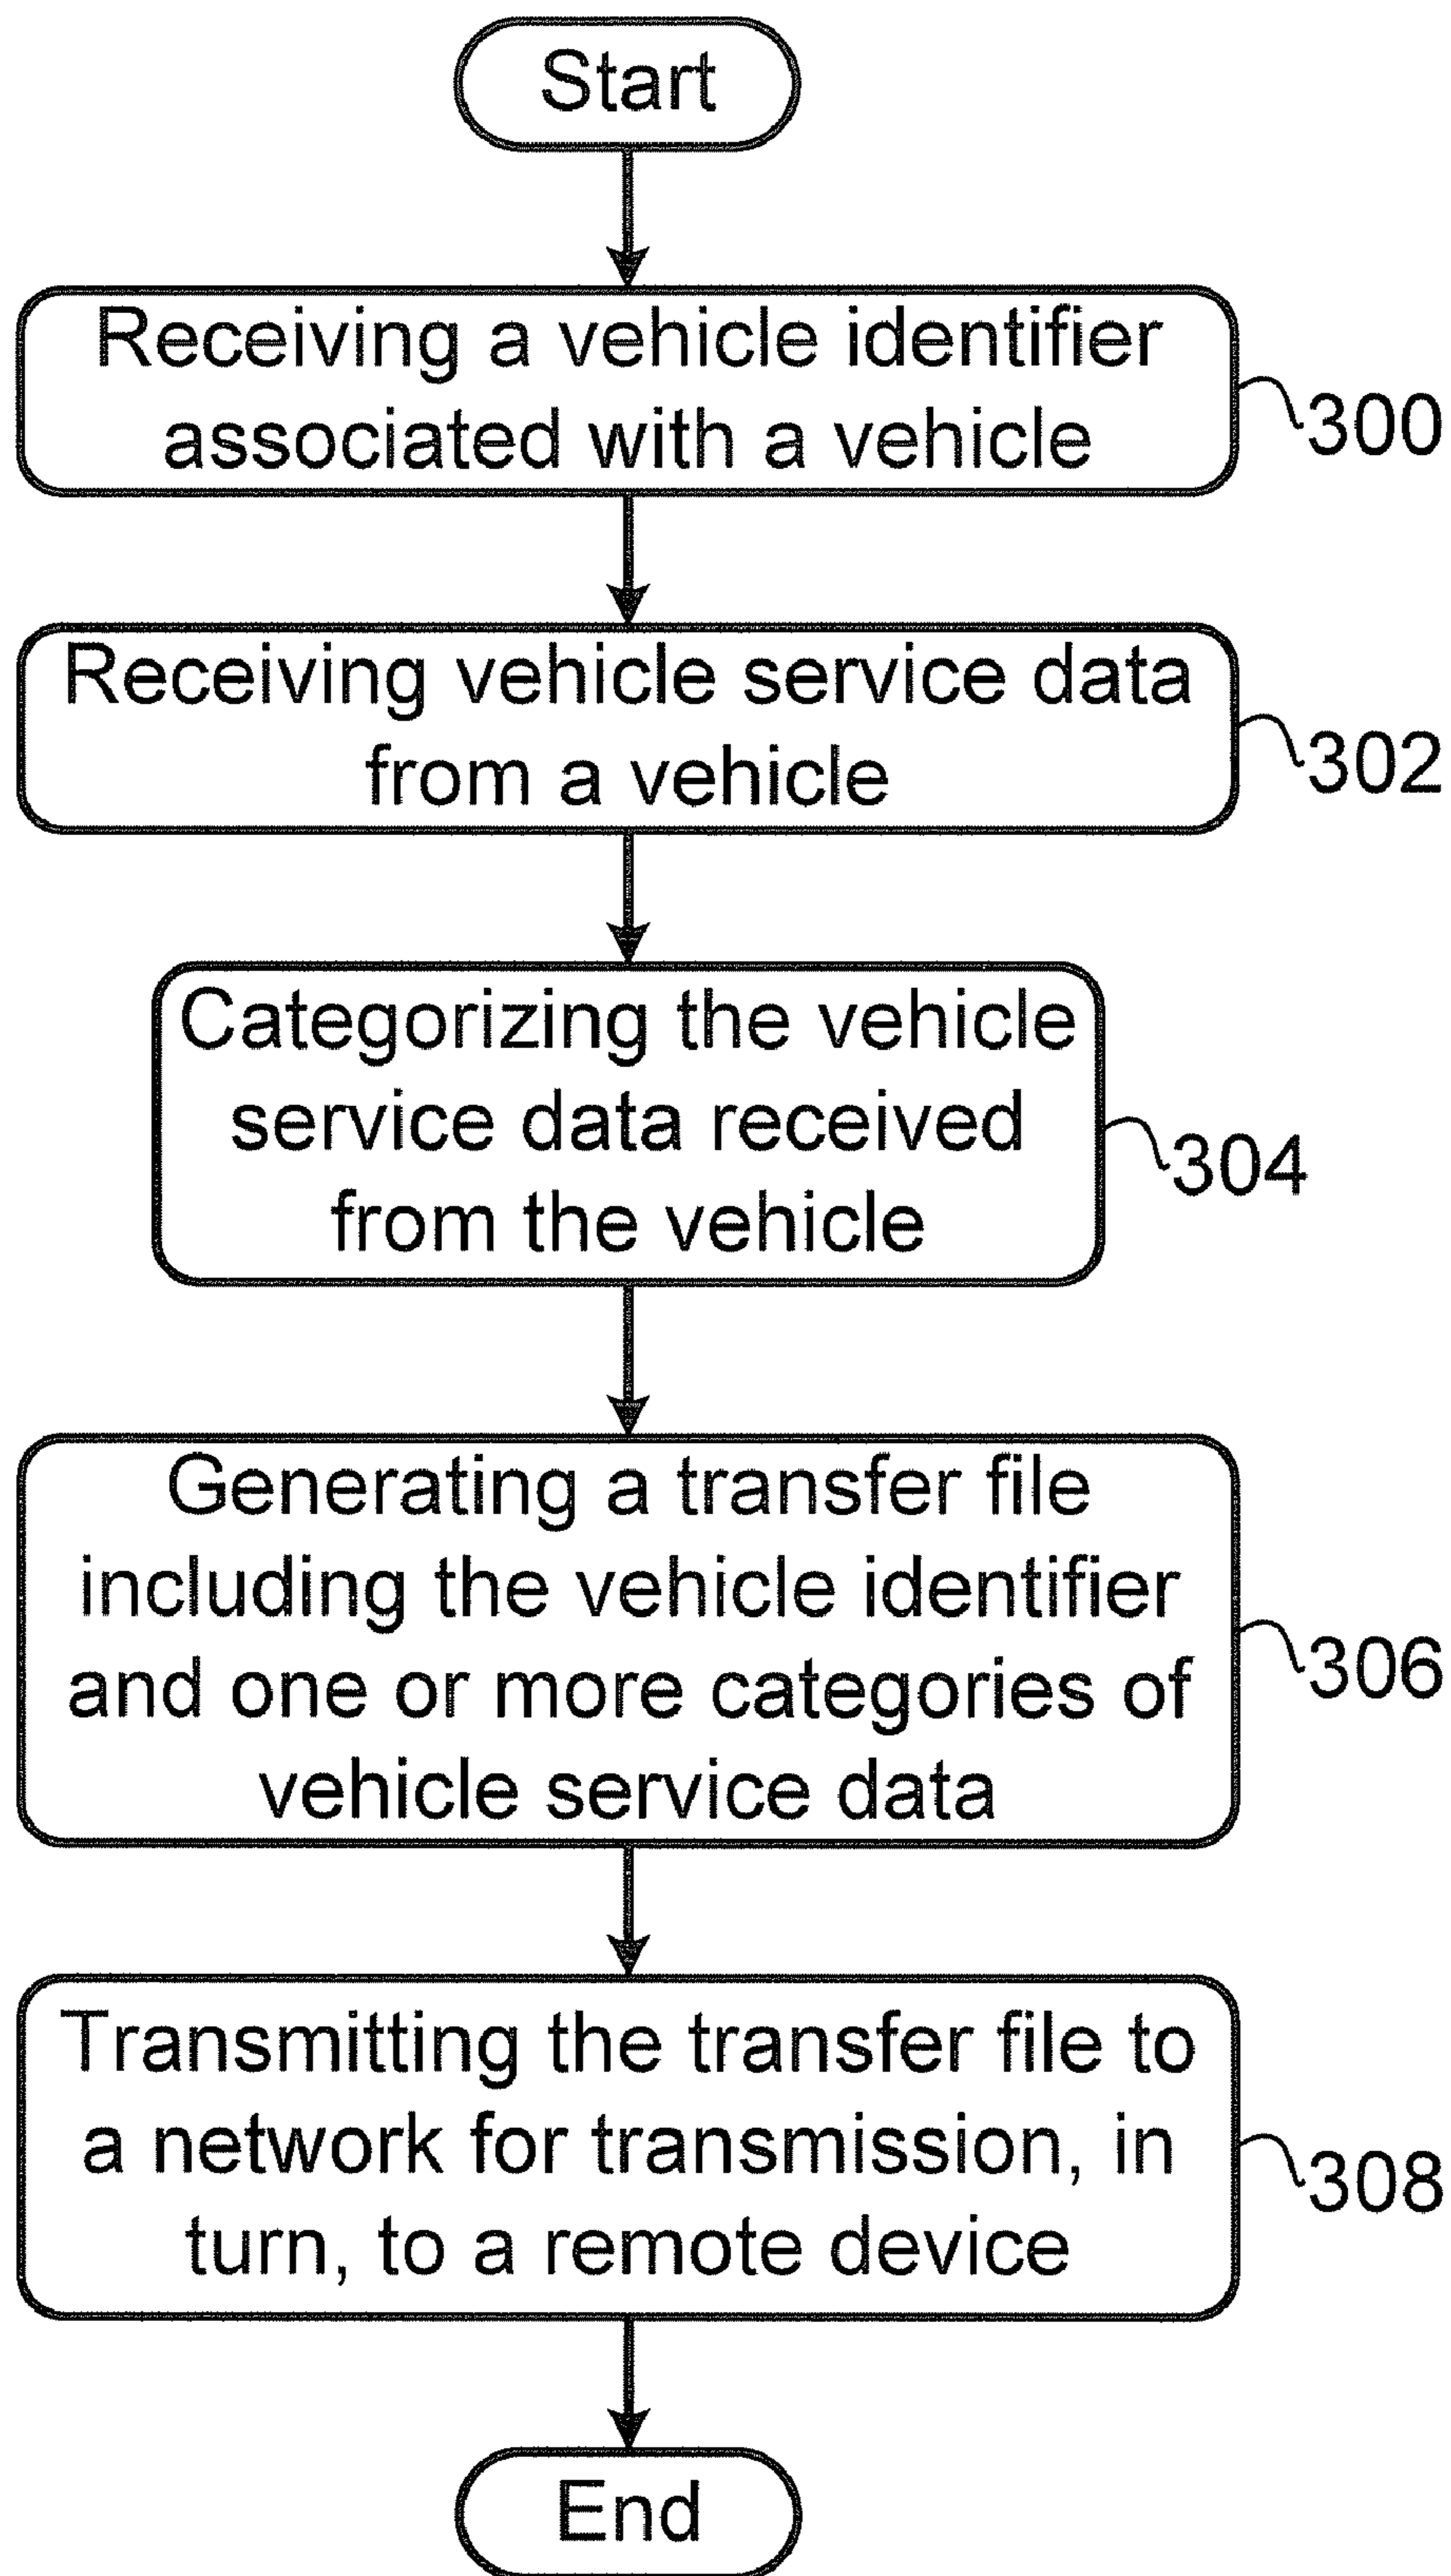 Start
Receiving a vehicle identifier
associated with a vehicle
300
Receiving vehicle service data
from a vehicle
302
Categorizing the vehicle
service data received
from the vehicle
304
Generating a transfer file
including the vehicle identifier
and one or more categories of
vehicle service data
306
Transmitting the transfer file to
a network for transmission, in
turn, to a remote device
308
End